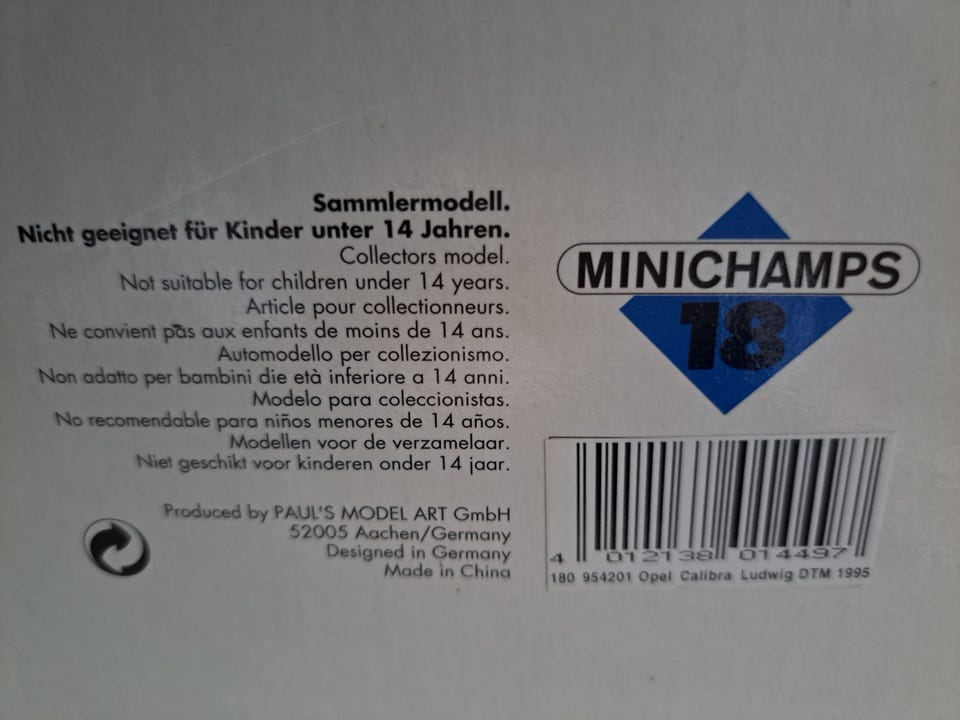 Sammlermodell.
Nicht geeignet für Kinder unter 14 Jahren.
Collectors model.
Not suitable for children under 14 years.
Article pour collectionneurs.
Ne convient pas aux enfants de moins de 14 ans.
Automodello per collezionismo.
Non adatto per bambini die età inferiore a 14 anni.
Modelo para coleccionistas.
No recomendable para niños menores de 14 años.
Modellen voor de verzamelaar.
Niet geschikt voor kinderen onder 14 jaar.
Produced by PAUL'S MODEL ART GmbH
52005 Aachen/Germany
Designed in Germany
Made in China
MINICHAMPS
18
4 012138 014497
180 954201 Opel Calibra Ludwig DTM 1995